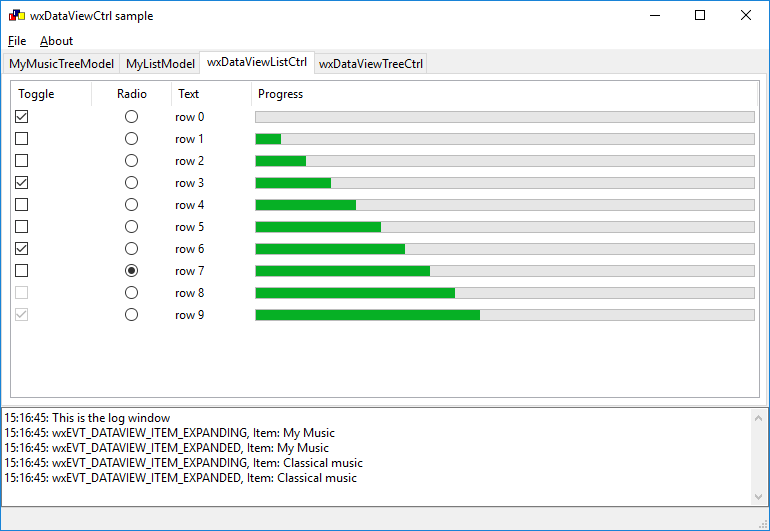 wxDataViewCtrl sample
File About
MyMusicTreeModel MyListModel wxDataViewListCtrl wxDataViewTreeCtrl
Toggle Radio Text Progress
row 0
row 1
row 2
row 3
row 4
row 5
row 6
row 7
row 8
row 9
15:16:45: This is the log window
15:16:45: wxEVT_DATAVIEW_ITEM_EXPANDING, Item: My Music
15:16:45: wxEVT_DATAVIEW_ITEM_EXPANDED, Item: My Music
15:16:45: wxEVT_DATAVIEW_ITEM_EXPANDING, Item: Classical music
15:16:45: wxEVT_DATAVIEW_ITEM_EXPANDED, Item: Classical music